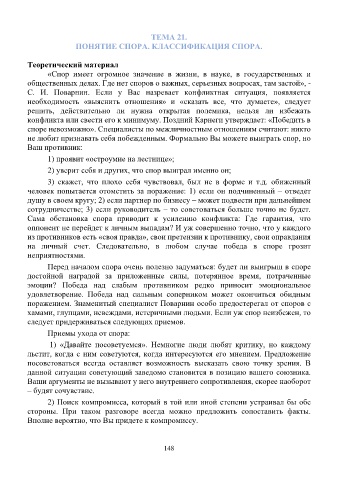 ТЕМА 21.
ПОНЯТИЕ СПОРА. КЛАССИФИКАЦИЯ СПОРА.
Теоретический материал
«Спор имеет огромное значение в жизни, в науке, в государственных и
общественных делах. Где нет споров о важных, серьезных вопросах, там застой», -
С. И. Поварнин. Если у Вас назревает конфликтная ситуация, появляется
необходимость «выяснить отношения» и «сказать все, что думаете», следует
решить, действительно ли нужна открытая полемика, нельзя ли избежать
конфликта или свести его к минимуму. Поздний Карнеги утверждает: «Победить в
споре невозможно». Специалисты по межличностным отношениям считают: никто
не любит признавать себя побежденным. Формально Вы можете выиграть спор, но
Ваш противник:
1) проявит «остроумие на лестнице»;
2) уверит себя и других, что спор выиграл именно он;
3) скажет, что плохо себя чувствовал, был не в форме и т.д. обиженный
человек попытается отомстить за поражение: 1) если он подчиненный – отведет
душу в своем кругу; 2) если партнер по бизнесу – может подвести при дальнейшем
сотрудничестве; 3) если руководитель – то советоваться больше точно не будет.
Сама обстановка спора приводит к усилению конфликта: Где гарантия, что
оппонент не перейдет к личным выпадам? И уж совершенно точно, что у каждого
из противников есть «своя правда», свои претензии к противнику, свои оправдания
на личный счет. Следовательно, в любом случае победа в споре грозит
неприятностями.
Перед началом спора очень полезно задуматься: будет ли выигрыш в споре
достойной наградой за приложенные силы, потерянное время, потраченные
эмоции? Победа над слабым противником редко приносит эмоциональное
удовлетворение. Победа над сильным соперником может окончиться обидным
поражением. Знаменитый специалист Поварнин особо предостерегал от споров с
хамами, глупцами, невеждами, истеричными людьми. Если уж спор неизбежен, то
следует придерживаться следующих приемов.
Приемы ухода от спора:
1) «Давайте посоветуемся». Немногие люди любят критику, но каждому
льстит, когда с ним советуются, когда интересуются его мнением. Предложение
посовестоваться всегда оставляет возможность высказать свою точку зрения. В
данной ситуации советующий заведомо становится в позицию вашего союзника.
Ваши аргументы не вызывают у него внутреннего сопротивления, скорее наоборот
– будят сочувствие.
2) Поиск компромисса, который в той или иной степени устраивал бы обе
стороны. При таком разговоре всегда можно предложить сопоставить факты.
Вполне вероятно, что Вы придете к компромиссу.
148